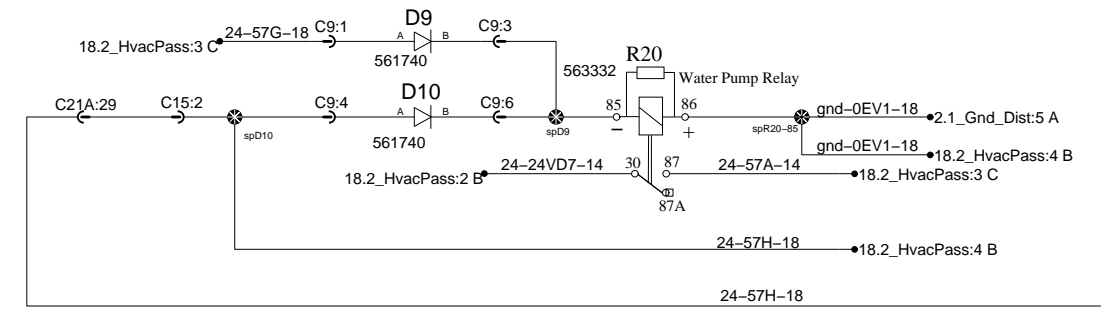 D9
24–57G–18 C9:1 A B C9:3
18.2_HvacPass:3 C
561740
R20
563332
Water Pump Relay
D10
C21A:29 C15:2 C9:4 A B C9:6
85 86
gnd–0EV1–18
2.1_Gnd_Dist:5 A
– +
spD10 spD9 spR20–85
561740
gnd–0EV1–18
18.2_HvacPass:4 B
18.2_HvacPass:2 B 24–24VD7–14 30 87 24–57A–14 18.2_HvacPass:3 C
87A
24–57H–18
18.2_HvacPass:4 B
24–57H–18